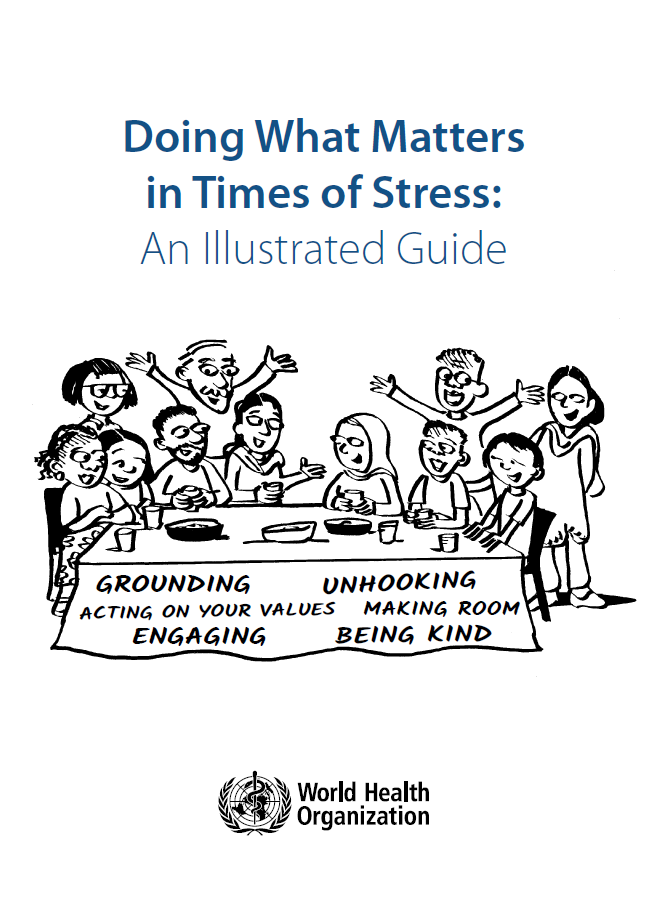 Doing What Matters
in Times of Stress:
An Illustrated Guide
GROUNDING UNHOOKING
ACTING ON YOUR VALUES MAKING ROOM
ENGAGING BEING KIND
World Health
Organization